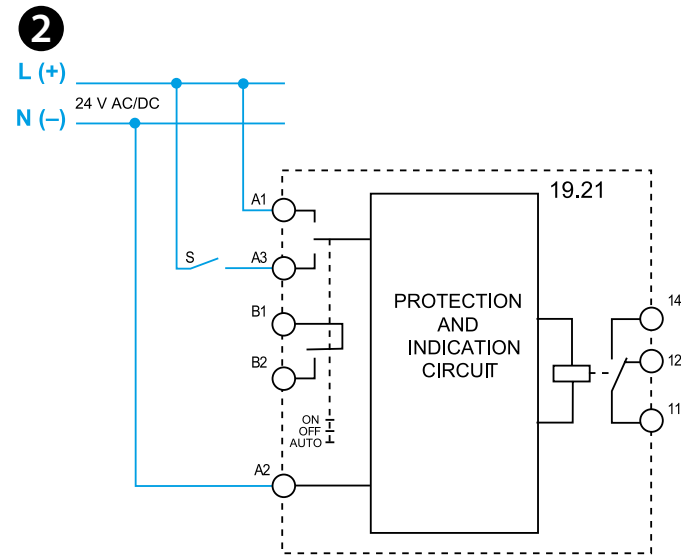 2
L (+)
24 V AC/DC
N (–)
19.21
A1
S
A3
B1
B2
PROTECTION
AND
INDICATION
CIRCUIT
14
12
11
ON
OFF
AUTO
A2